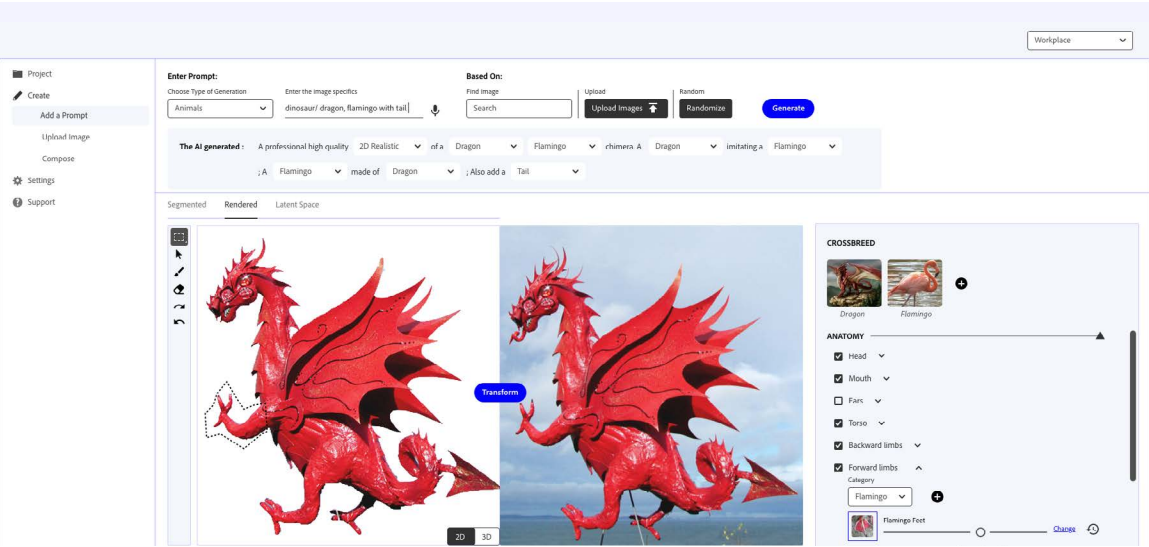 Workplace
Project
Create
Add a Prompt
Upload Image
Compose
Settings
Support
Enter Prompt:
Based On:
Choose Type of Generation
Enter the image specifics
Find Image
Upload
Random
Animals
dinosaur/ dragon, flamingo with tail
Search
Upload Images
Randomize
Generate
The AI generated : A professional high quality 2D Realistic of a Dragon Flamingo chimera A Dragon imitating a Flamingo
; A Flamingo made of Dragon ; Also add a Tail
Segmented Rendered Latent Space
Transform
2D 3D
CROSSBREED
Dragon Flamingo
ANATOMY
Head
Mouth
Ears
Torso
Backward limbs
Forward limbs
Category
Flamingo
Flamingo Feet
Change